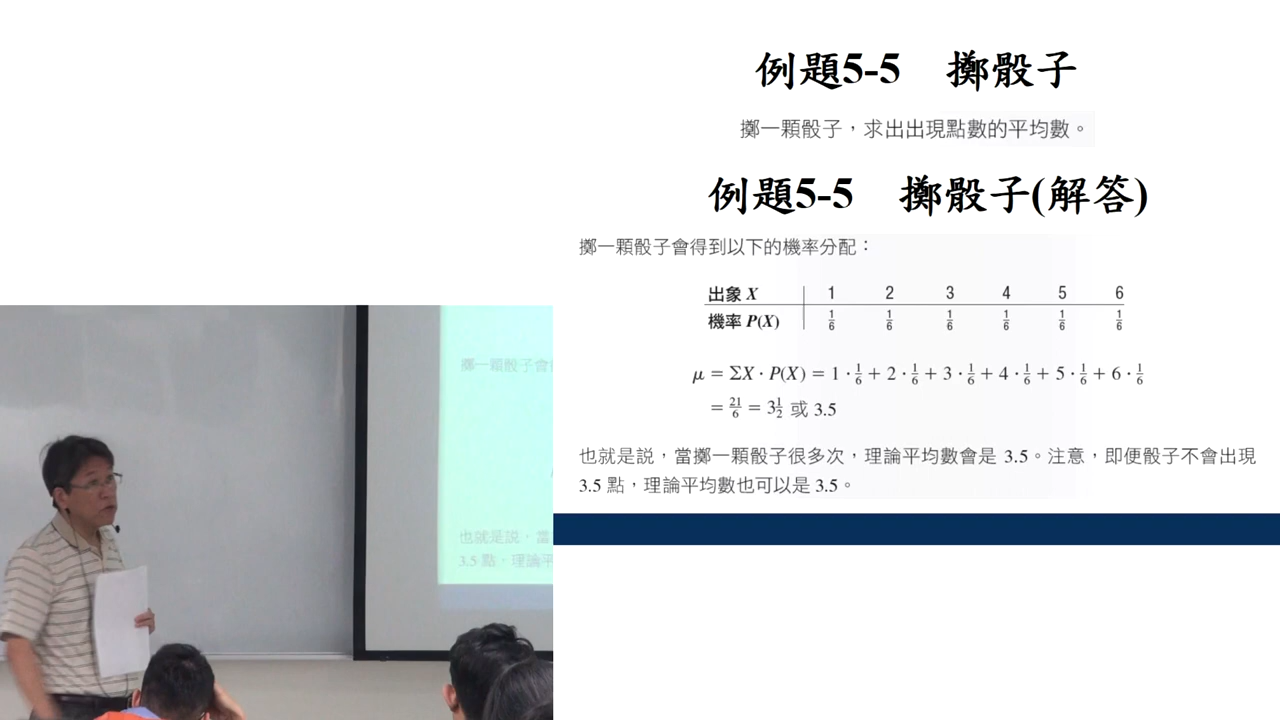 例題5-5 擲骰子
擲一顆骰子，求出出現點數的平均數。
例題5-5 擲骰子(解答)
擲一顆骰子會得到以下的機率分配：
出象 X 1 2 3 4 5 6
機率 P(X) 1/6 1/6 1/6 1/6 1/6 1/6
μ = ΣX · P(X) = 1 · 1/6 + 2 · 1/6 + 3 · 1/6 + 4 · 1/6 + 5 · 1/6 + 6 · 1/6
= 21/6 = 3 1/2 或 3.5
也就是説，當擲一顆骰子很多次，理論平均數會是 3.5。注意，即便骰子不會出現
3.5 點，理論平均數也可以是 3.5。
擲一顆骰子會
也就是説，當
3.5 點，理論平